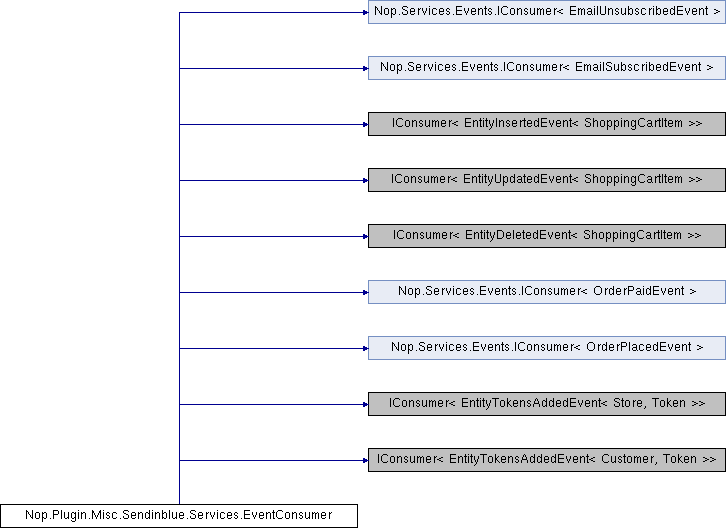 Nop.Services.Events.IConsumer< EmailUnsubscribedEvent >
Nop.Services.Events.IConsumer< EmailSubscribedEvent >
IConsumer< EntityInsertedEvent< ShoppingCartItem >>
IConsumer< EntityUpdatedEvent< ShoppingCartItem >>
IConsumer< EntityDeletedEvent< ShoppingCartItem >>
Nop.Services.Events.IConsumer< OrderPaidEvent >
Nop.Services.Events.IConsumer< OrderPlacedEvent >
IConsumer< EntityTokensAddedEvent< Store, Token >>
IConsumer< EntityTokensAddedEvent< Customer, Token >>
Nop.Plugin.Misc.Sendinblue.Services.EventConsumer